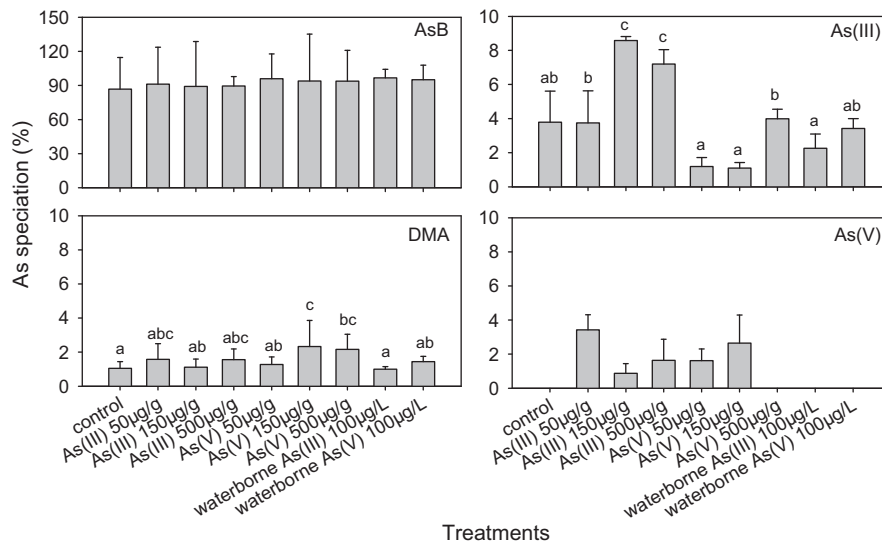 As speciation (%)
150
120
90
60
30
0
AsB
10
8
6
4
2
0
As(III)
ab
b
c
c
a
a
b
a
ab
10
8
6
4
2
0
DMA
a
abc
ab
abc
ab
c
bc
a
ab
10
8
6
4
2
0
As(V)
control
As(III) 50µg/g
As(III) 150µg/g
As(III) 500µg/g
As(V) 50µg/g
As(V) 150µg/g
As(V) 500µg/g
waterborne As(III) 100µg/L
waterborne As(V) 100µg/L
control
As(III) 50µg/g
As(III) 150µg/g
As(III) 500µg/g
As(V) 50µg/g
As(V) 150µg/g
As(V) 500µg/g
waterborne As(III) 100µg/L
waterborne As(V) 100µg/L
Treatments